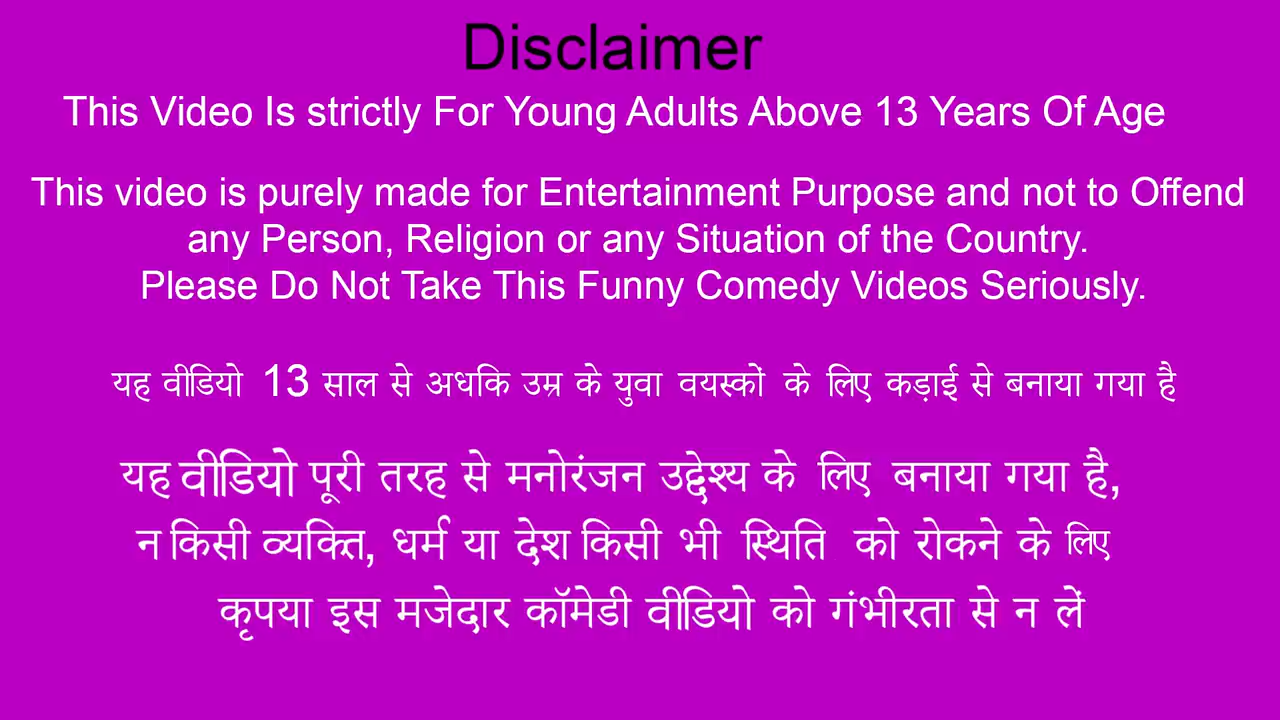 Disclaimer
This Video Is strictly For Young Adults Above 13 Years Of Age
This video is purely made for Entertainment Purpose and not to Offend
any Person, Religion or any Situation of the Country.
Please Do Not Take This Funny Comedy Videos Seriously.
यह वीडियो 13 साल से अधकि उम्र के युवा वयस्कों के लिए कड़ाई से बनाया गया है
यह वीडियो पूरी तरह से मनोरंजन उद्देश्य के लिए बनाया गया है,
न किसी व्यक्ति, धर्म या देश किसी भी स्थिति को रोकने के लिए
कृपया इस मजेदार कॉमेडी वीडियो को गंभीरता से न लें